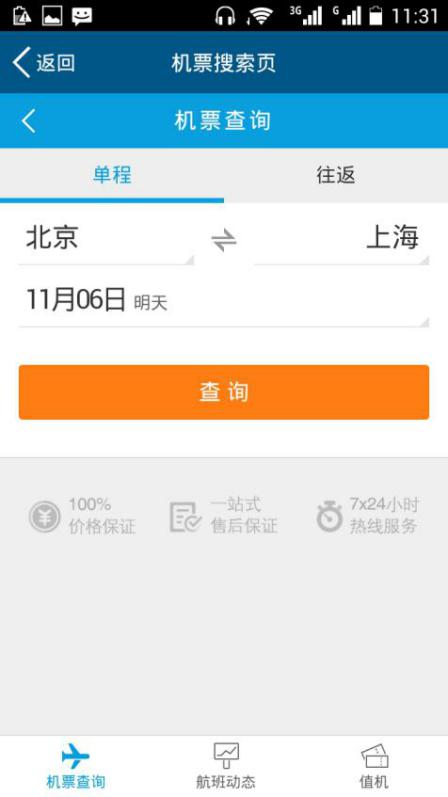 3G G 11:31
返回 机票搜索页
机票查询
单程 往返
北京 上海
11月06日 明天
查询
100% 一站式 7x24小时
价格保证 售后保证 热线服务
机票查询 航班动态 值机